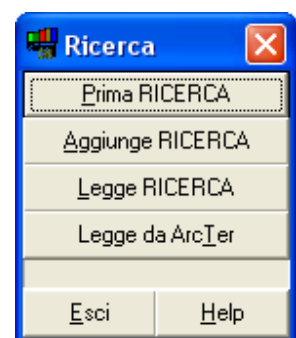 Ricerca
Prima RICERCA
Aggiunge RICERCA
Legge RICERCA
Legge da ArcTer
Esci Help